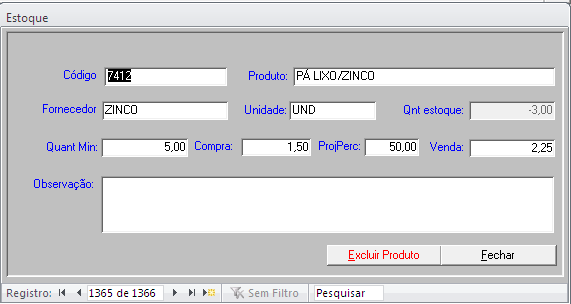 Estoque
Código 7412 Produto: PÁ LIXO/ZINCO
Fornecedor ZINCO Unidade: UND Qnt estoque: -3,00
Quant Min: 5,00 Compra: 1,50 ProjPerc: 50,00 Venda: 2,25
Observação:
Excluir Produto Fechar
Registro: 1365 de 1366 Sem Filtro Pesquisar